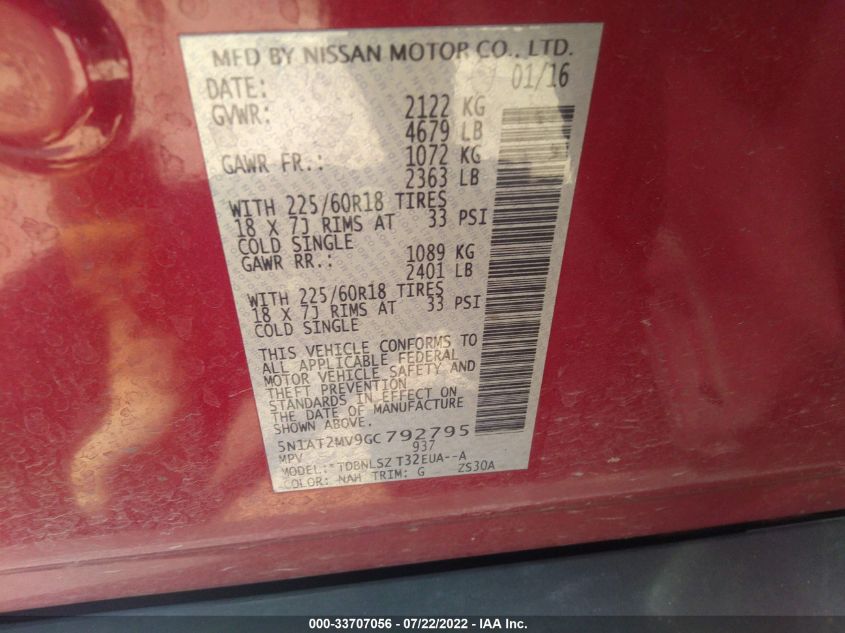 MFD BY NISSAN MOTOR CO., LTD.
DATE: 01/16
GVWR: 2122 KG
4679 LB
GAWR FR.: 1072 KG
2363 LB
WITH 225/60R18 TIRES
18 X 7J RIMS AT 33 PSI
COLD SINGLE
GAWR RR.: 1089 KG
2401 LB
WITH 225/60R18 TIRES
18 X 7J RIMS AT 33 PSI
COLD SINGLE
THIS VEHICLE CONFORMS TO
ALL APPLICABLE FEDERAL
MOTOR VEHICLE SAFETY AND
THEFT PREVENTION
STANDARDS IN EFFECT ON
THE DATE OF MANUFACTURE
SHOWN ABOVE.
5N1AT2MV9GC792795
MPV 937
MODEL: *TDBNLSZ T32EUA--A
COLOR: NAH TRIM: G ZS30A
000-33707056 - 07/22/2022 - IAA Inc.